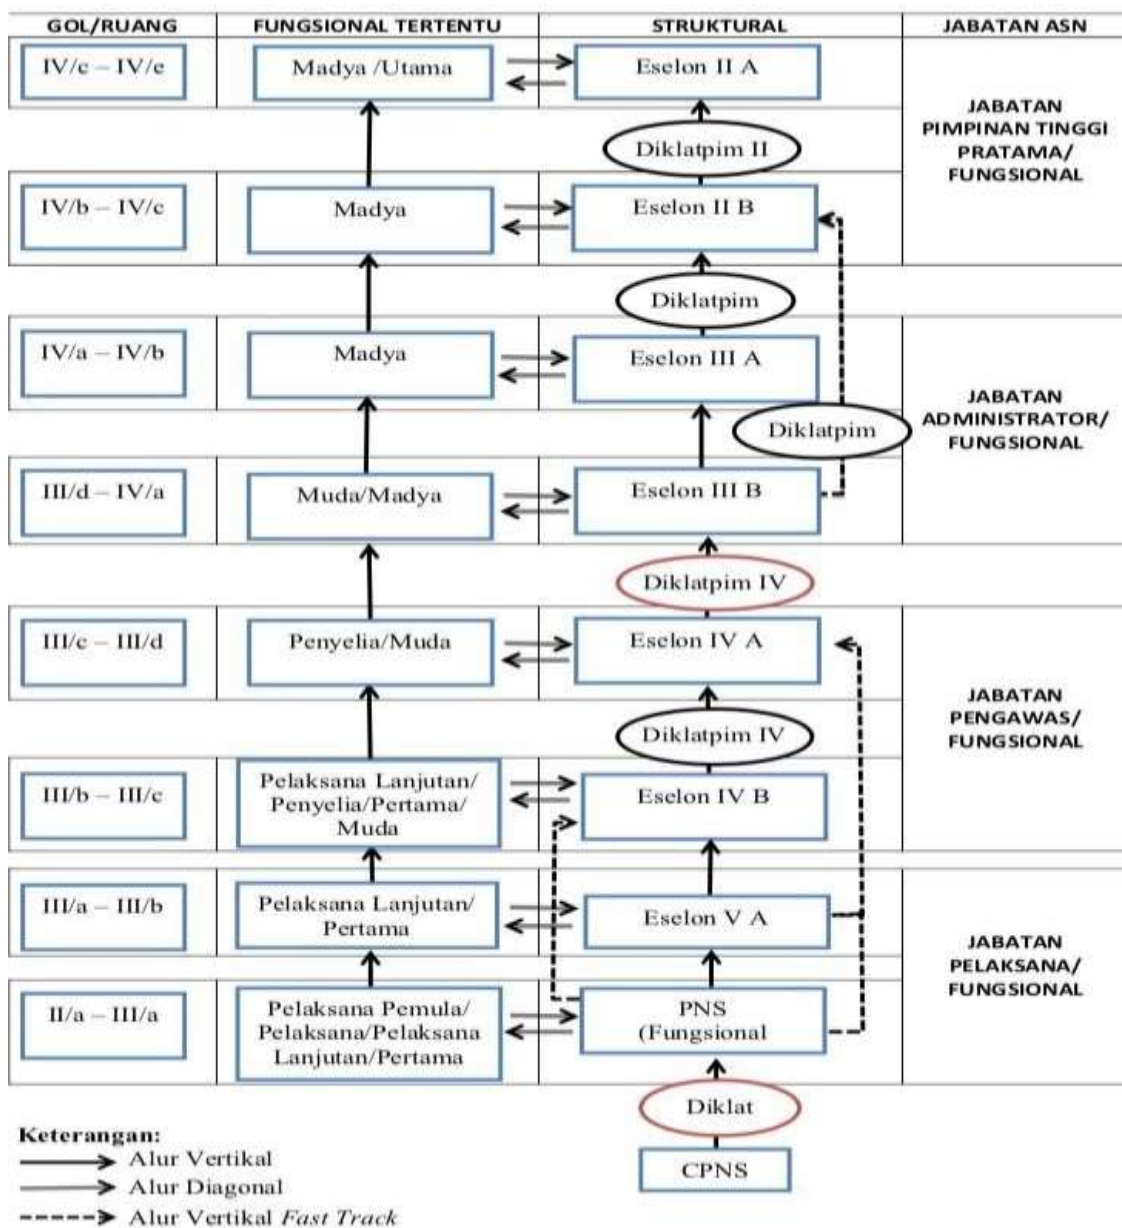 GOL/RUANG FUNGSIONAL TERTENTU STRUKTURAL JABATAN ASN
IV/c – IV/e
Madya /Utama
Eselon II A
JABATAN
PIMPINAN TINGGI
PRATAMA/
FUNGSIONAL
Diklatpim II
IV/b – IV/c
Madya
Eselon II B
Diklatpim
IV/a – IV/b
Madya
Eselon III A
JABATAN
ADMINISTRATOR/
FUNGSIONAL
Diklatpim
III/d – IV/a
Muda/Madya
Eselon III B
Diklatpim IV
III/c – III/d
Penyelia/Muda
Eselon IV A
JABATAN
PENGAWAS/
FUNGSIONAL
Diklatpim IV
III/b – III/c
Pelaksana Lanjutan/
Penyelia/Pertama/
Muda
Eselon IV B
III/a – III/b
Pelaksana Lanjutan/
Pertama
Eselon V A
JABATAN
PELAKSANA/
FUNGSIONAL
II/a – III/a
Pelaksana Pemula/
Pelaksana/Pelaksana
Lanjutan/Pertama
PNS
(Fungsional
Diklat
CPNS
Keterangan:
Alur Vertikal
Alur Diagonal
Alur Vertikal Fast Track